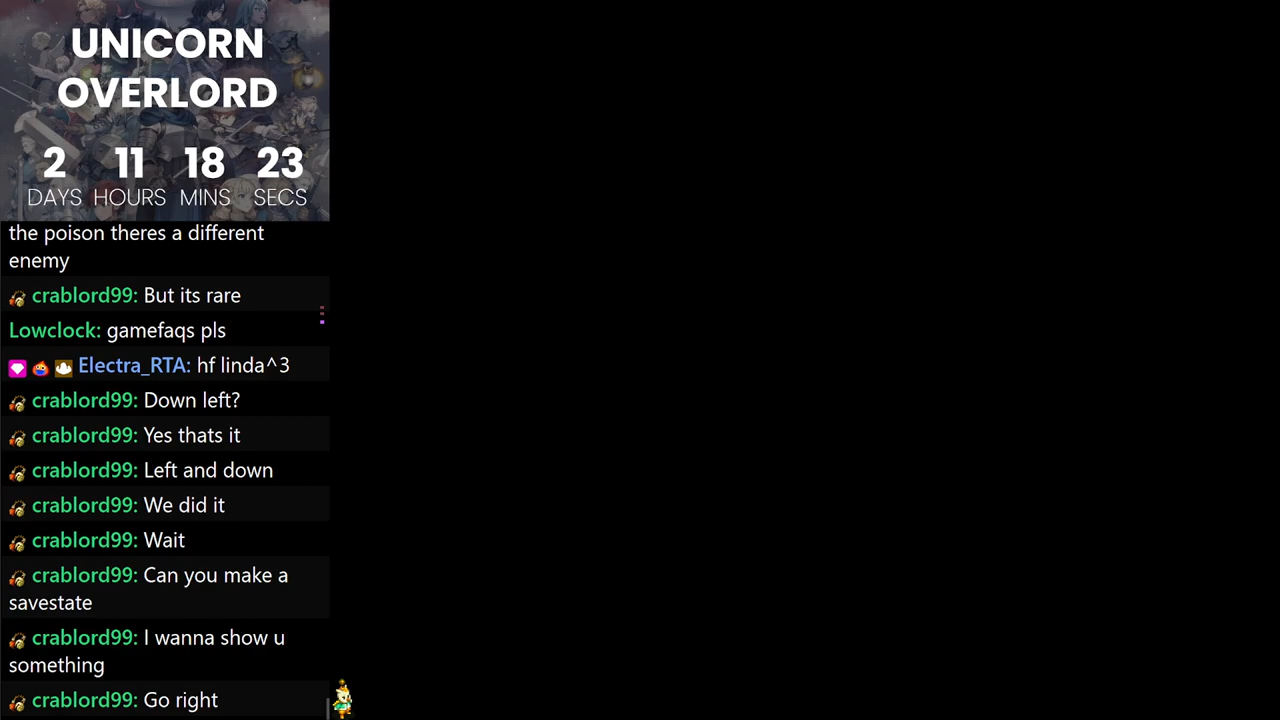 UNICORN
OVERLORD
2 11 18 23
DAYS HOURS MINS SECS
the poison theres a different
enemy
crablord99: But its rare
Lowclock: gamefaqs pls
Electra_RTA: hf linda^3
crablord99: Down left?
crablord99: Yes thats it
crablord99: Left and down
crablord99: We did it
crablord99: Wait
crablord99: Can you make a
savestate
crablord99: I wanna show u
something
crablord99: Go right